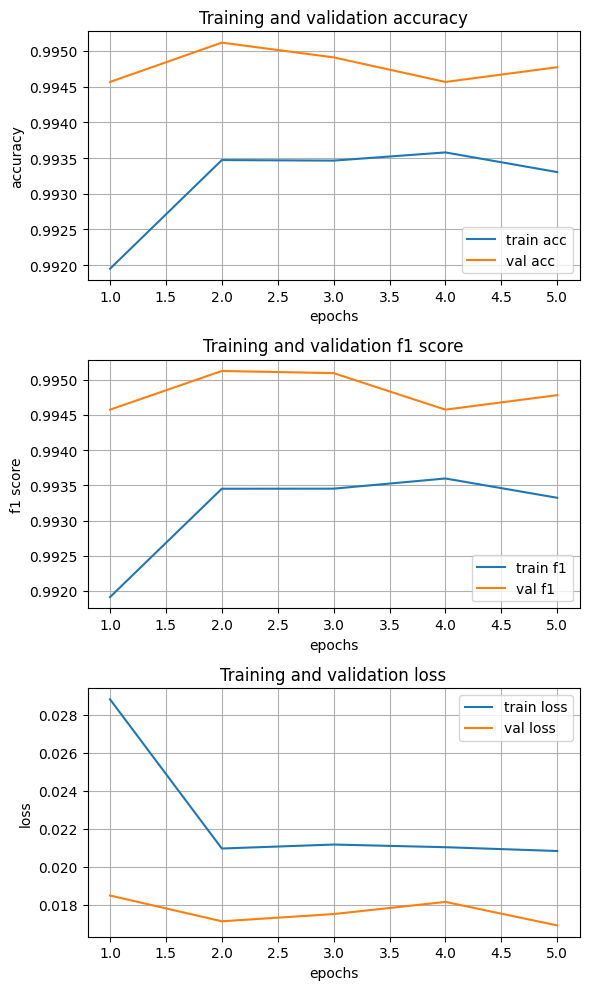 Training and validation accuracy
0.9950
0.9945
0.9940
0.9935
0.9930
0.9925
0.9920
accuracy
train acc
val acc
1.0 1.5 2.0 2.5 3.0 3.5 4.0 4.5 5.0
epochs
Training and validation f1 score
0.9950
0.9945
0.9940
0.9935
0.9930
0.9925
0.9920
f1 score
train f1
val f1
1.0 1.5 2.0 2.5 3.0 3.5 4.0 4.5 5.0
epochs
Training and validation loss
0.028
0.026
0.024
0.022
0.020
0.018
loss
train loss
val loss
1.0 1.5 2.0 2.5 3.0 3.5 4.0 4.5 5.0
epochs